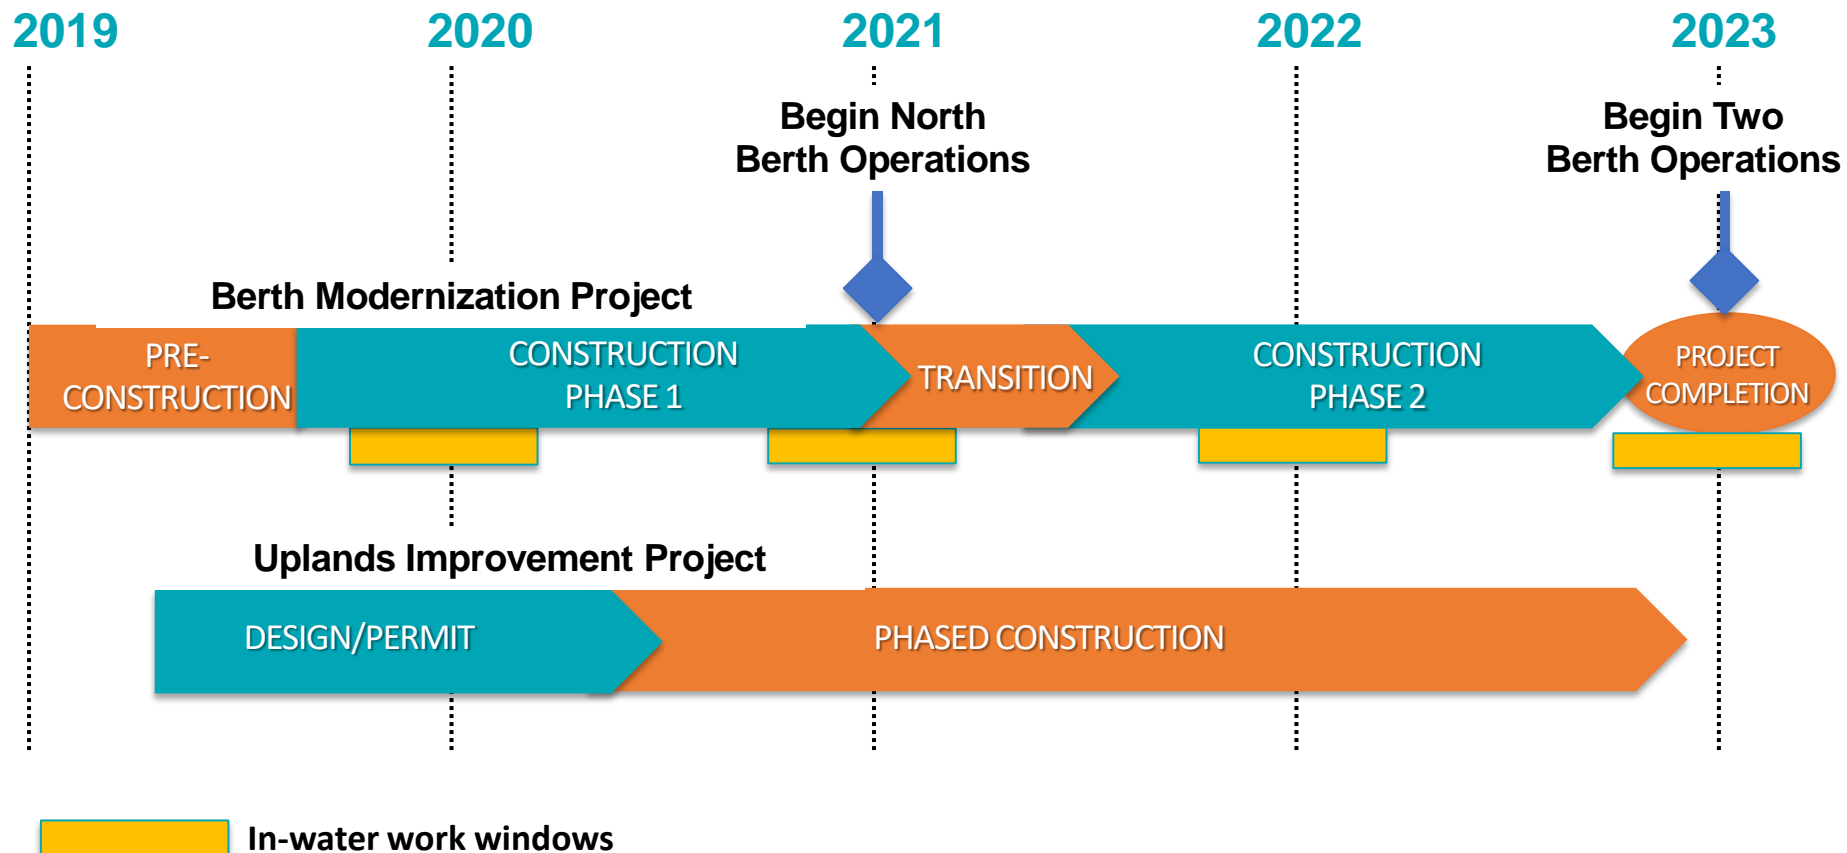 2019 2020 2021 2022 2023
Begin North
Berth Operations
Begin Two
Berth Operations
Berth Modernization Project
PRE-
CONSTRUCTION
CONSTRUCTION
PHASE 1
TRANSITION
CONSTRUCTION
PHASE 2
PROJECT
COMPLETION
Uplands Improvement Project
DESIGN/PERMIT
PHASED CONSTRUCTION
In-water work windows